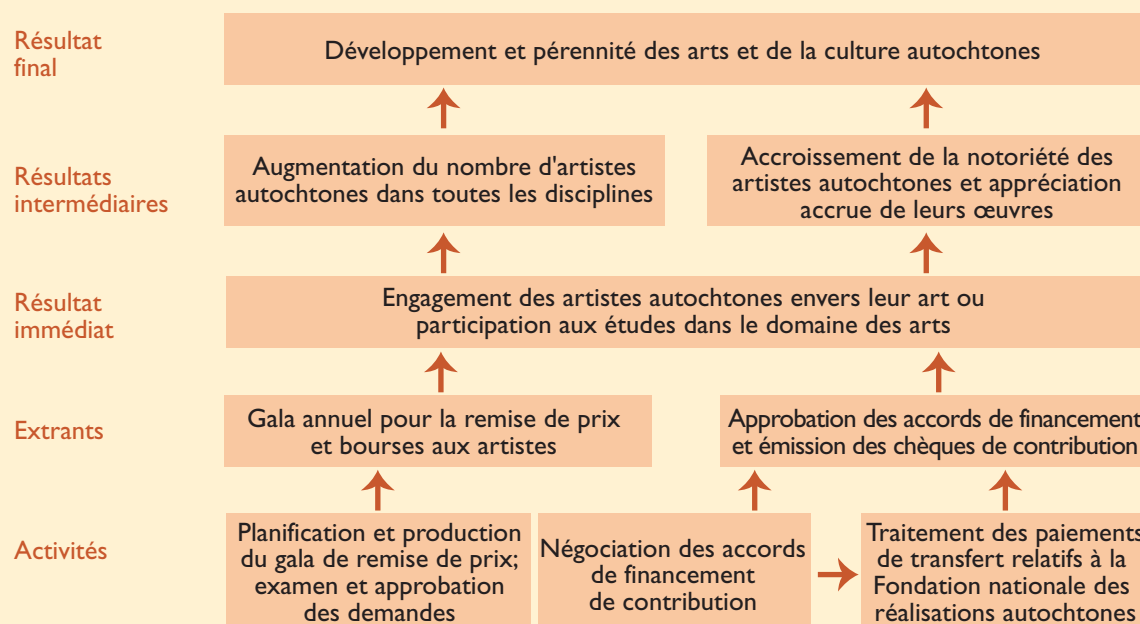 Résultat
final
Développement et pérennité des arts et de la culture autochtones
Résultats
intermédiaires
Augmentation du nombre d'artistes
autochtones dans toutes les disciplines
Accroissement de la notoriété des
artistes autochtones et appréciation
accrue de leurs œuvres
Résultat
immédiat
Engagement des artistes autochtones envers leur art ou
participation aux études dans le domaine des arts
Extrants
Gala annuel pour la remise de prix
et bourses aux artistes
Approbation des accords de financement
et émission des chèques de contribution
Activités
Planification et production
du gala de remise de prix;
examen et approbation
des demandes
Négociation des accords
de financement
de contribution
Traitement des paiements
de transfert relatifs à la
Fondation nationale des
réalisations autochtones